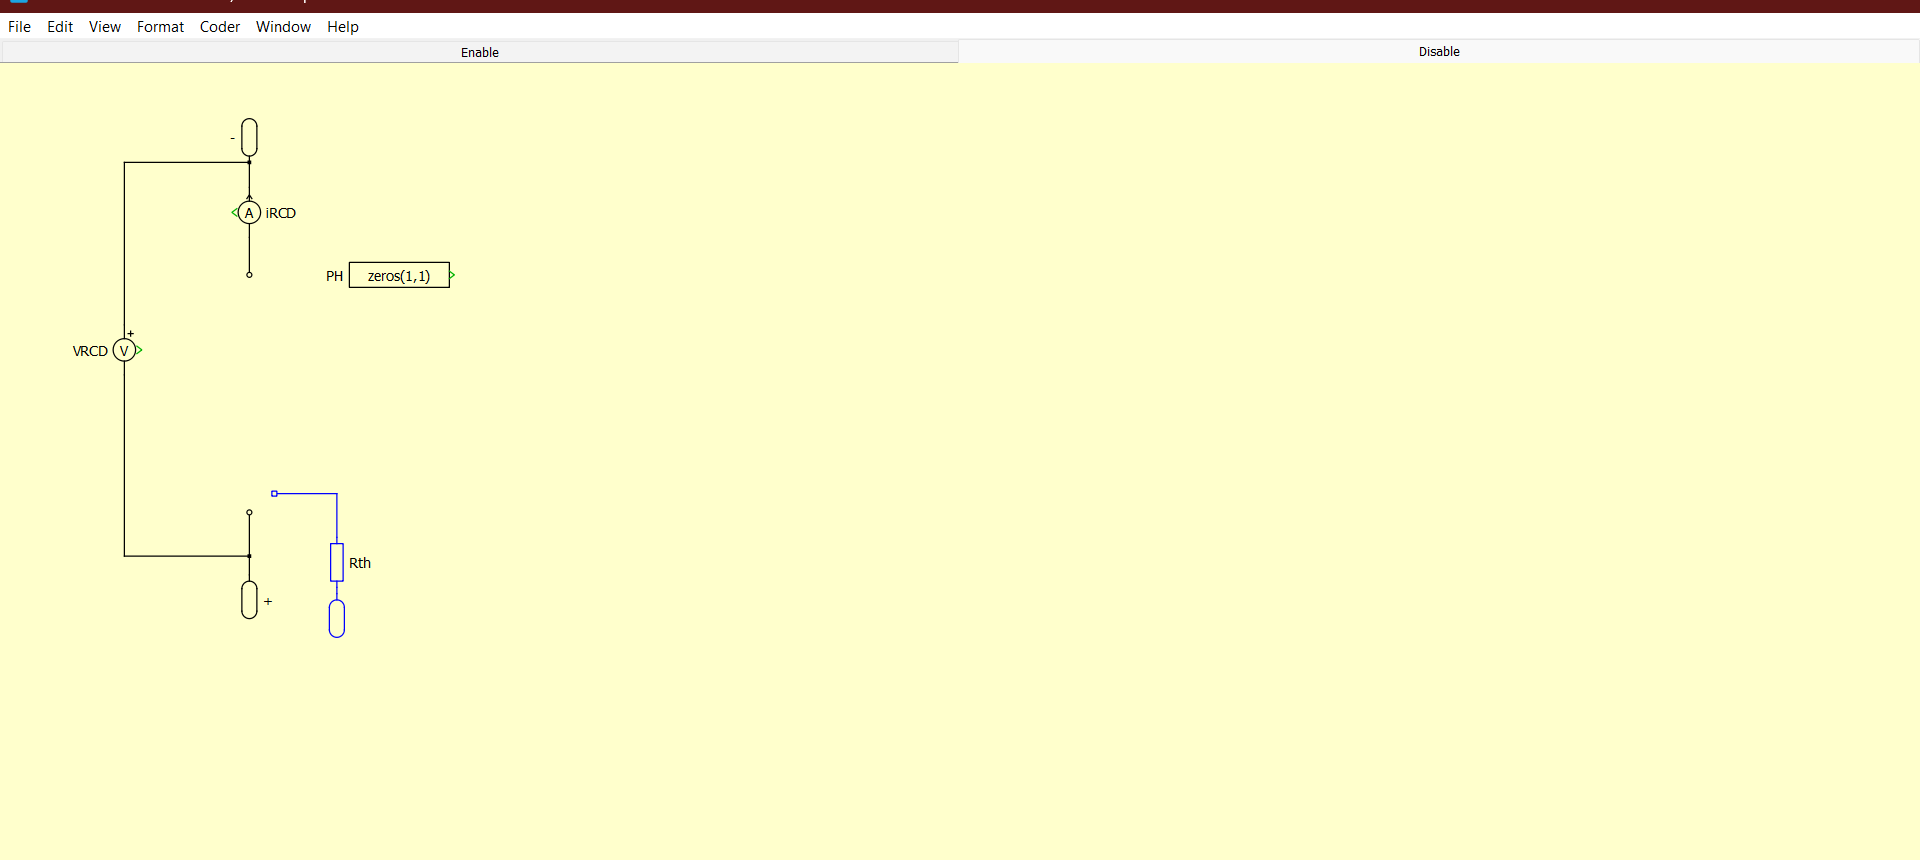 File Edit View Format Coder Window Help
Enable Disable
-
A iRCD
PH zeros(1,1)
+
VRCD V
Rth
+